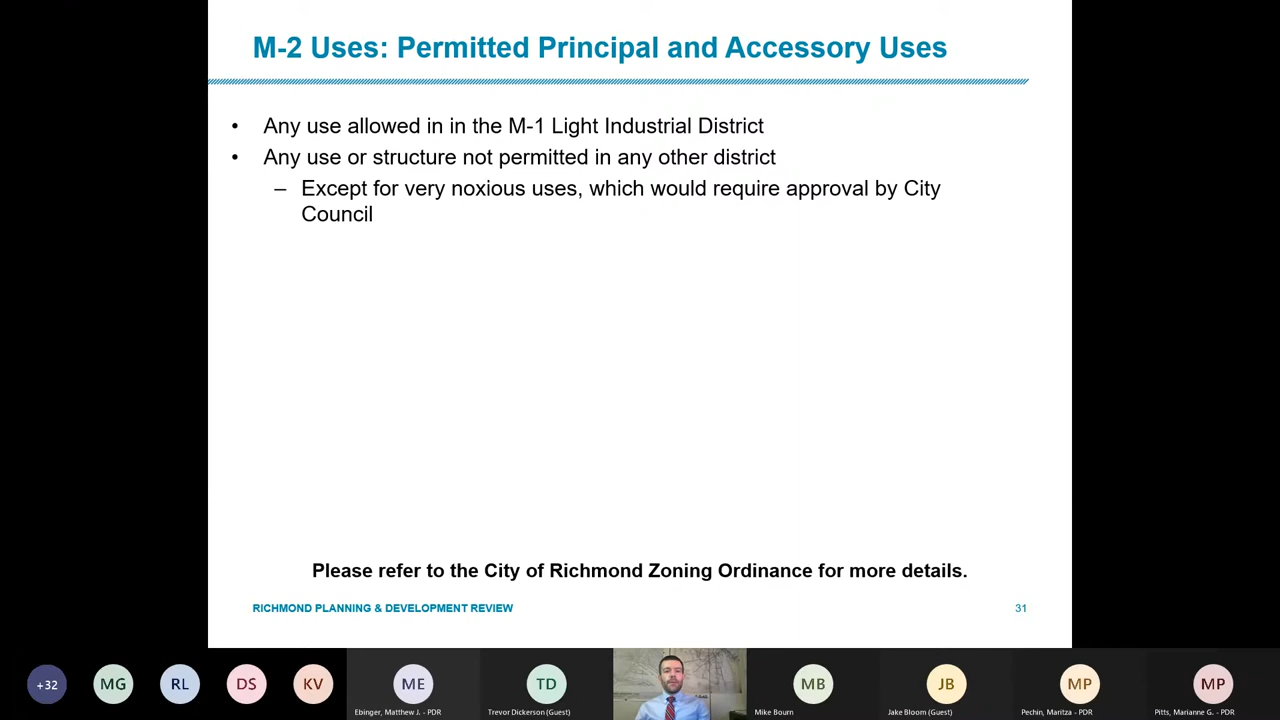 M-2 Uses: Permitted Principal and Accessory Uses
• Any use allowed in in the M-1 Light Industrial District
• Any use or structure not permitted in any other district
– Except for very noxious uses, which would require approval by City
Council
Please refer to the City of Richmond Zoning Ordinance for more details.
RICHMOND PLANNING & DEVELOPMENT REVIEW
31
+32
MG
RL
DS
KV
ME
Ebinger, Matthew J. - PDR
TD
Trevor Dickerson (Guest)
MB
Mike Bourn
JB
Jake Bloom (Guest)
MP
Pechin, Maritza - PDR
MP
Pitts, Marianne G. - PDR